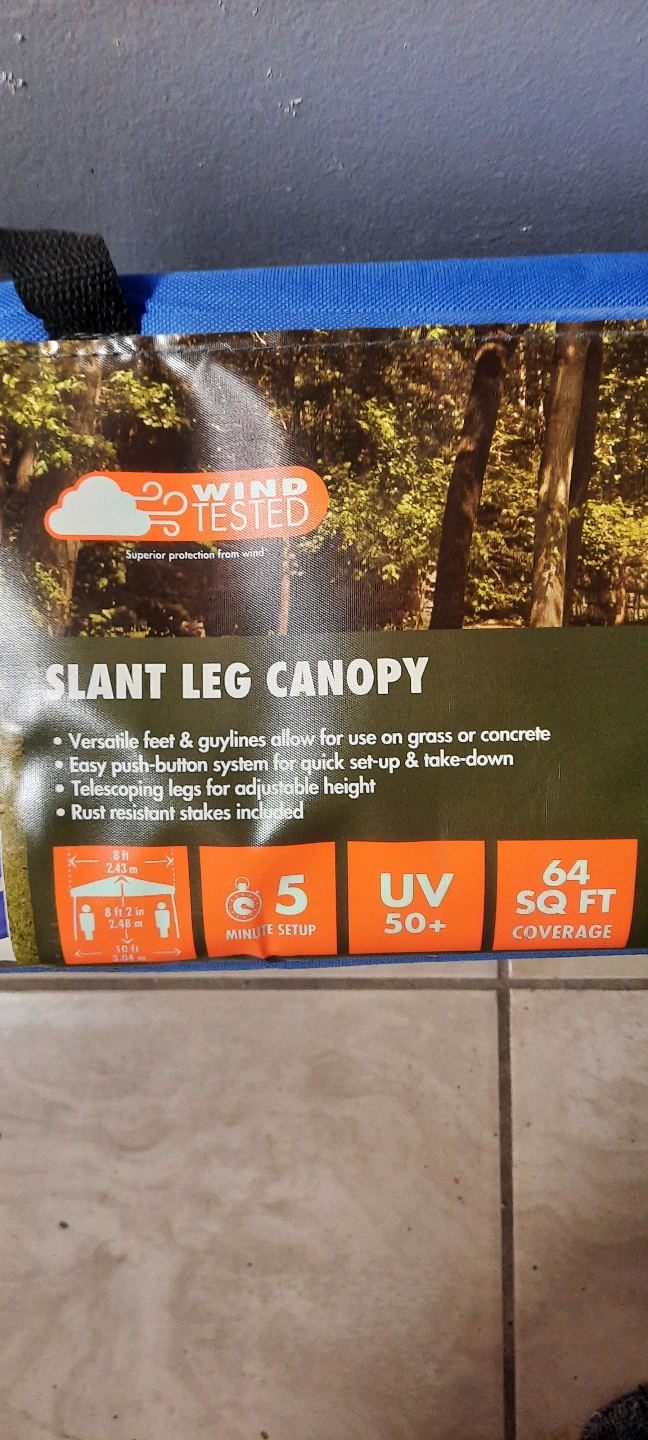 WIND
TESTED
Superior protection from wind*
SLANT LEG CANOPY
• Versatile feet & guylines allow for use on grass or concrete
• Easy push-button system for quick set-up & take-down
• Telescoping legs for adjustable height
• Rust resistant stakes included
8 ft
2.43 m
8 ft 2 in
2.48 m
10 ft
3.04 m
5
MINUTE SETUP
UV
50+
64
SQ FT
COVERAGE